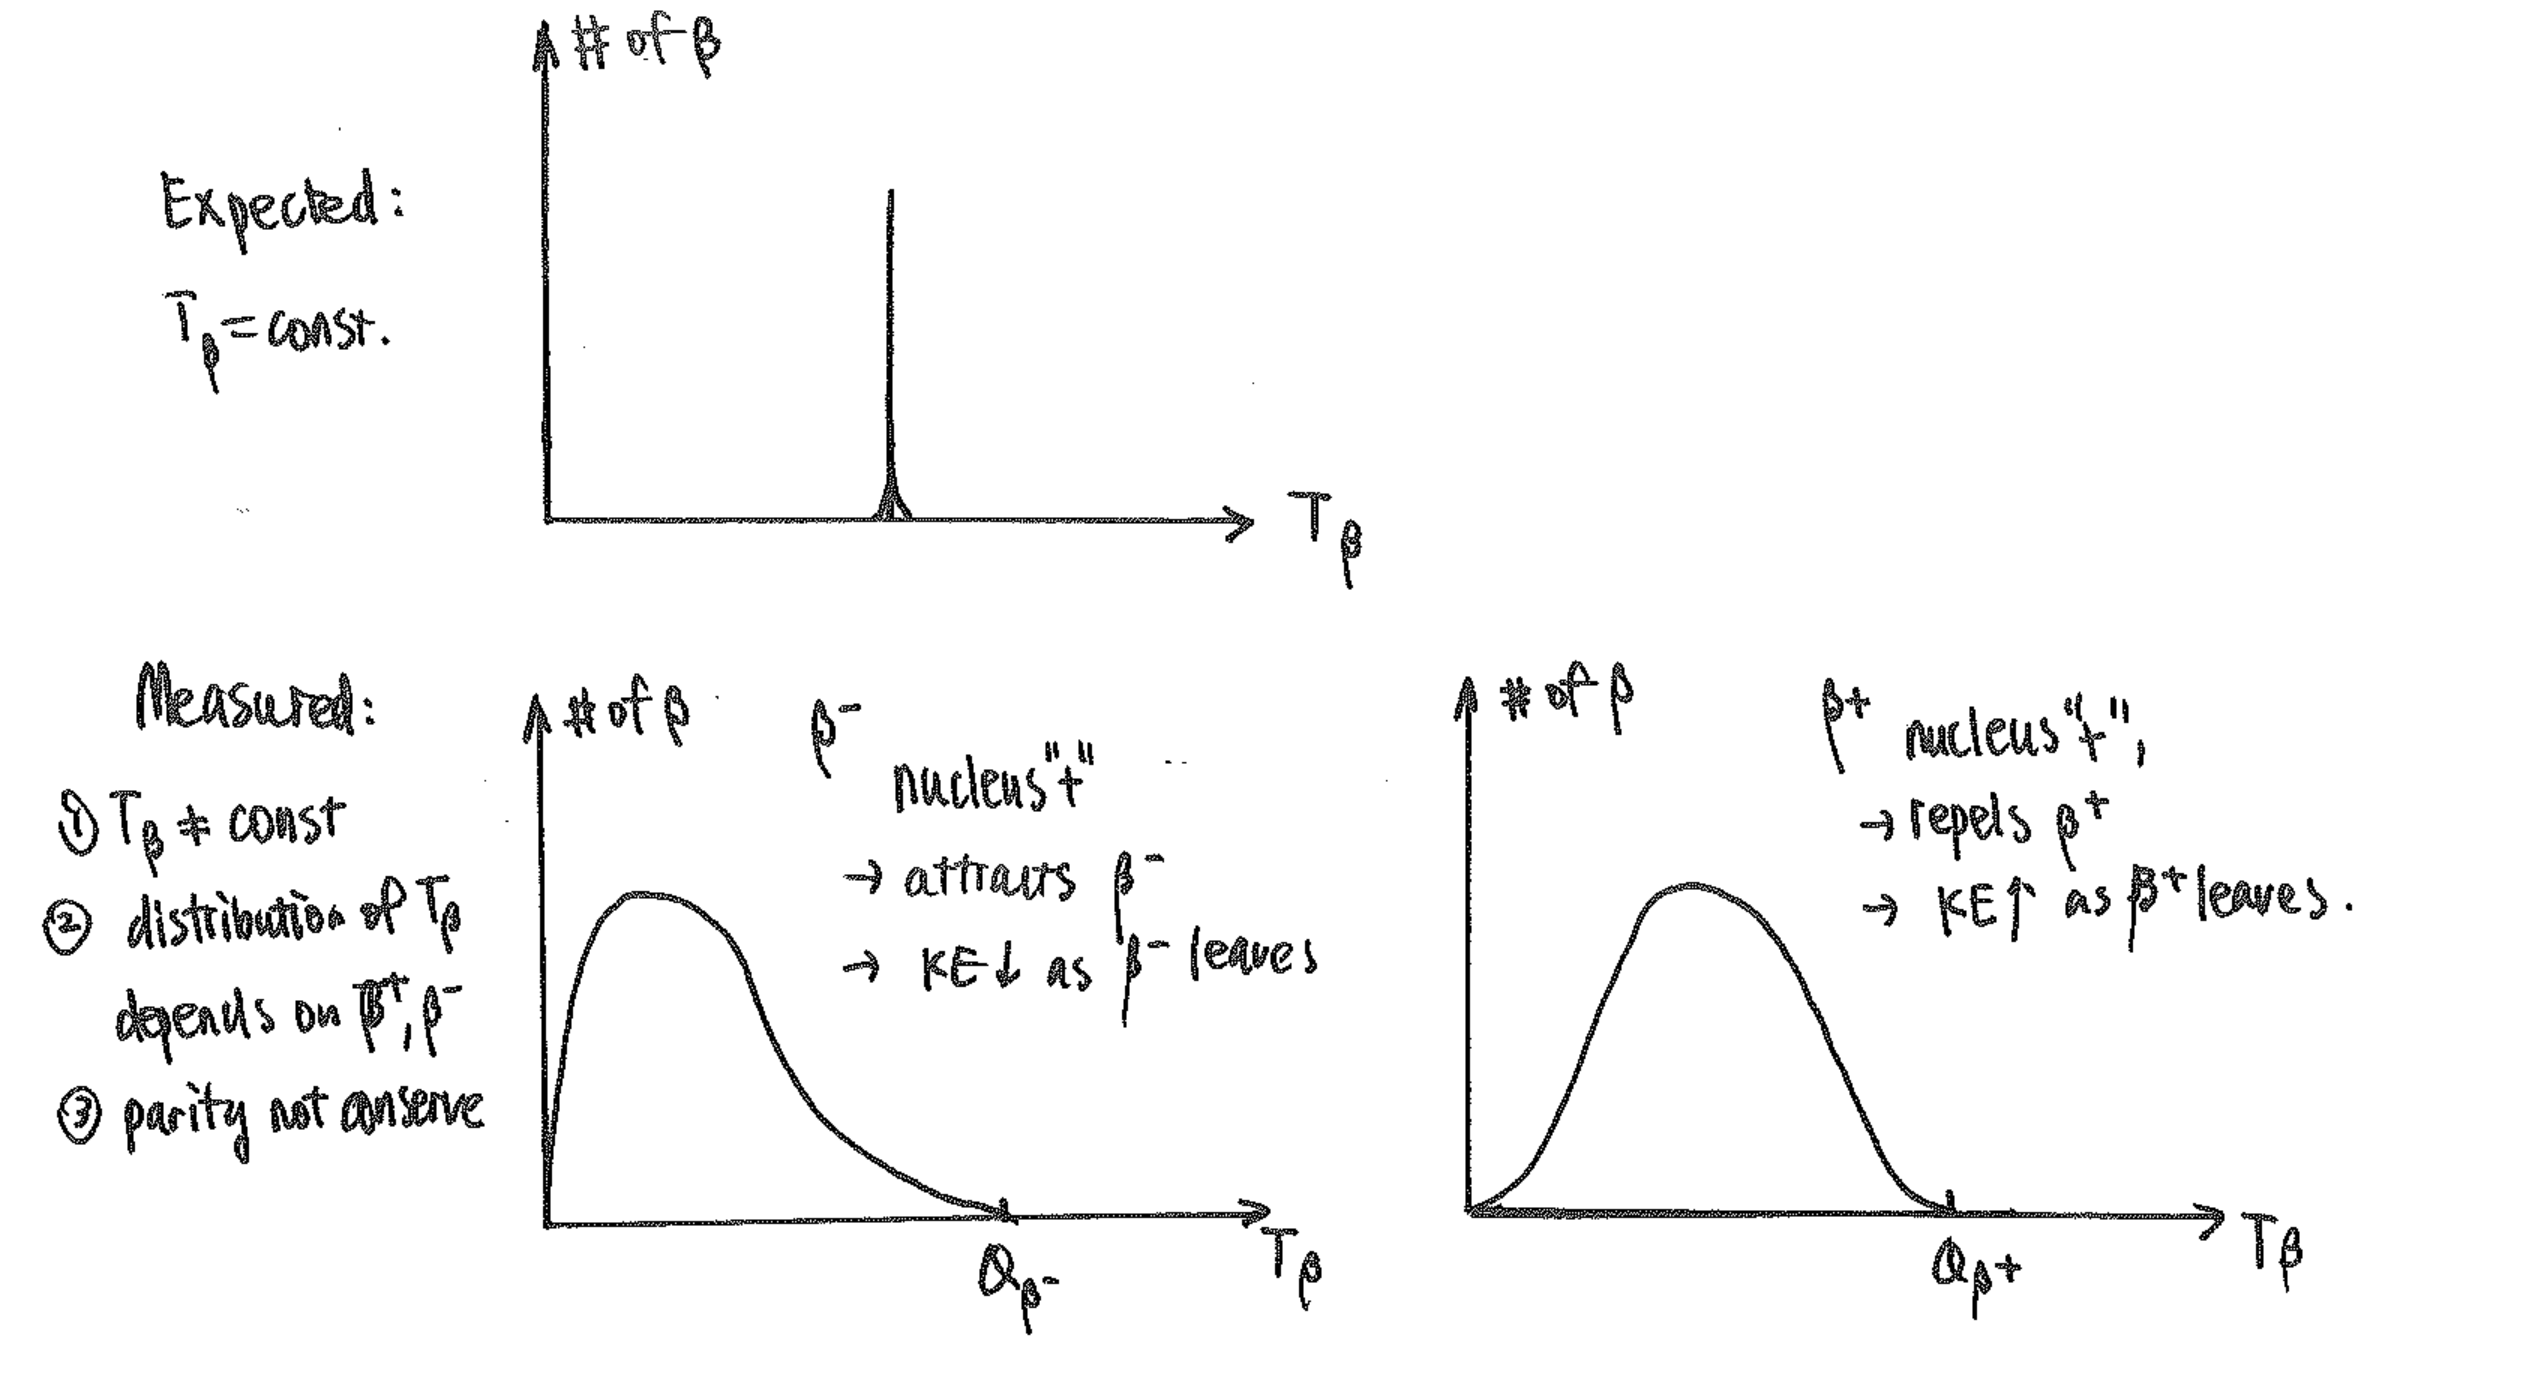 # of β
Expected:
T_β = const.
T_β
Measured:
① T_β ≠ const
② distribution of T_β
depends on β⁺, β⁻
③ parity not conserve
# of β
β⁻
nucleus "+"
→ attracts β⁻
→ KE↓ as β⁻ leaves
Q_β⁻
T_β
# of β
β+
nucleus "+",
→ repels β⁺
→ KE↑ as β⁺ leaves.
Q_β+
T_β